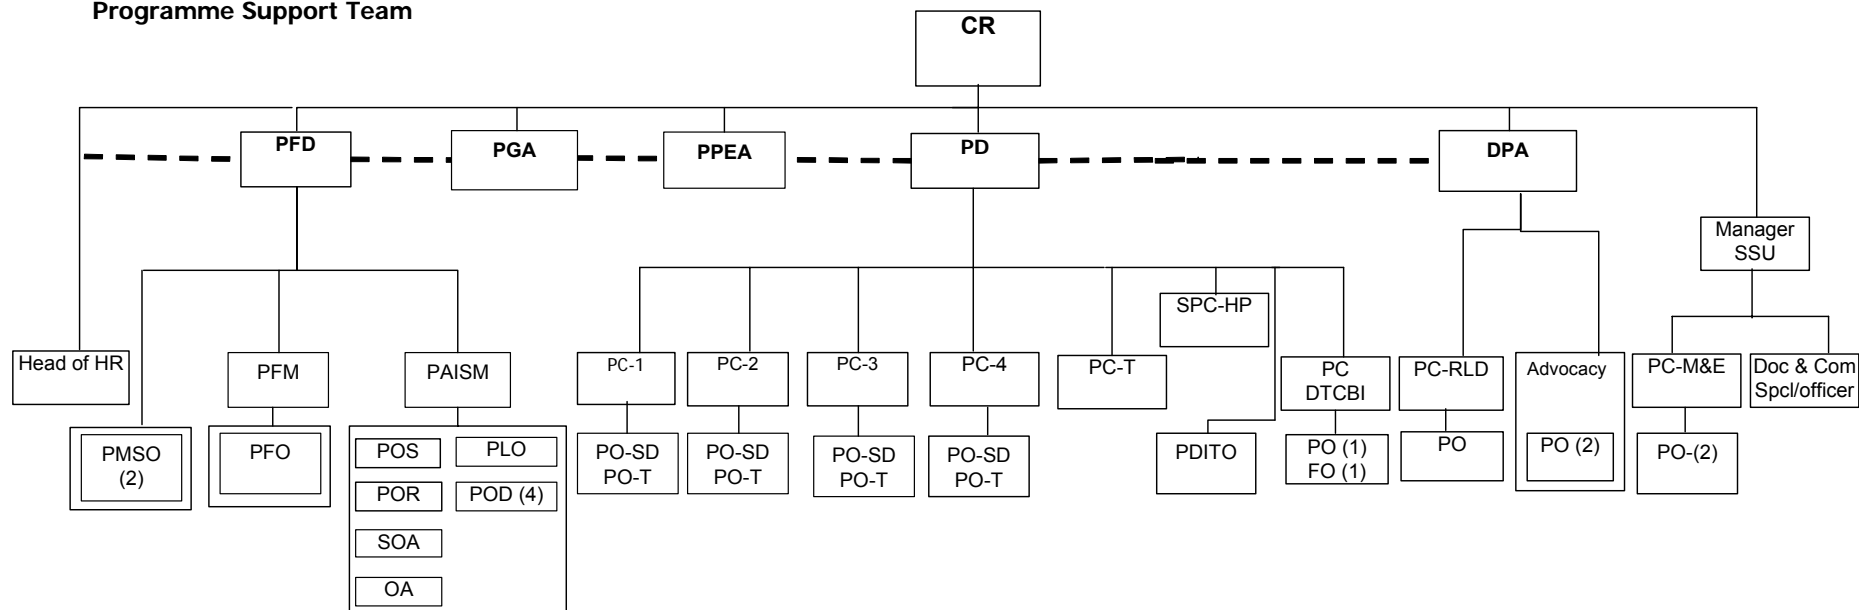 Programme Support Team
CR
PFD
PGA
PPEA
PD
DPA
Manager
SSU
SPC-HP
Head of HR
PFM
PAISM
PC-1
PC-2
PC-3
PC-4
PC-T
PC
DTCBI
PC-RLD
Advocacy
PC-M&E
Doc & Com
Spcl/officer
PMSO
(2)
PFO
POS
PLO
POR
POD (4)
SOA
OA
PO-SD
PO-T
PO-SD
PO-T
PO-SD
PO-T
PO-SD
PO-T
PDITO
PO (1)
FO (1)
PO
PO (2)
PO-(2)